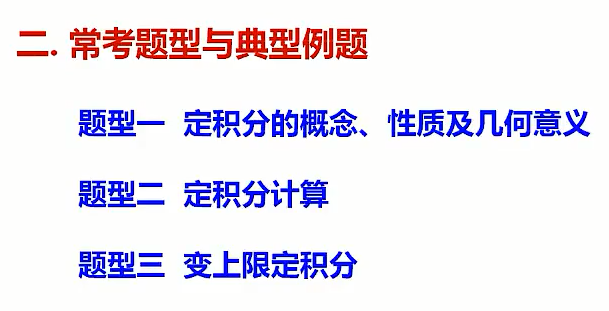 二. 常考题型与典型例题
题型一 定积分的概念、性质及几何意义
题型二 定积分计算
题型三 变上限定积分